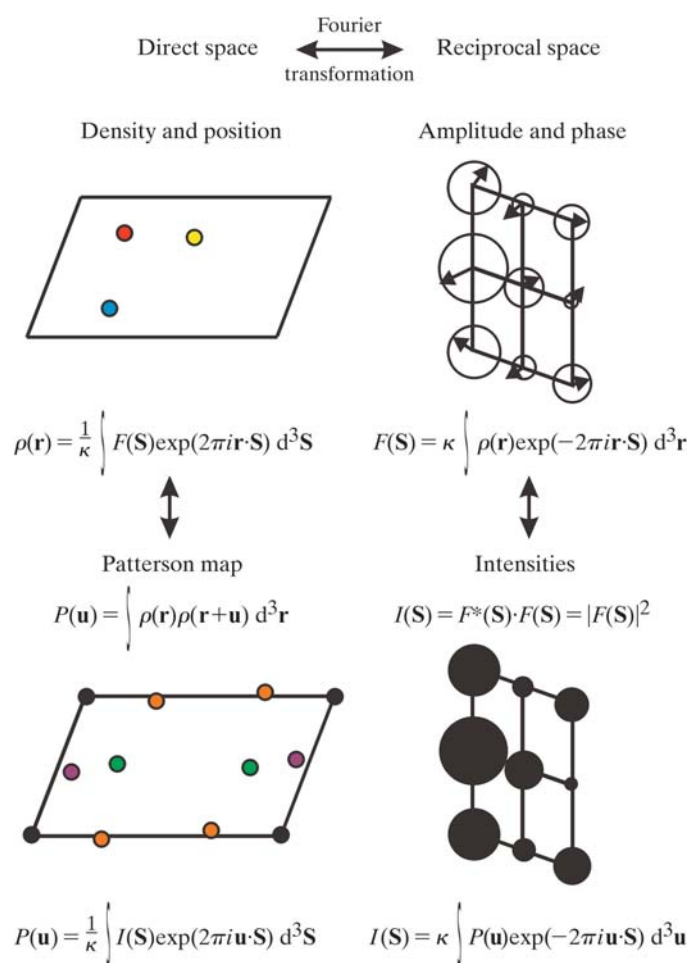 Direct space Fourier transformation Reciprocal space
Density and position Amplitude and phase
ρ(r) = 1/κ ∫ F(S)exp(2πir·S) d³S F(S) = κ ∫ ρ(r)exp(−2πir·S) d³r
Patterson map Intensities
P(u) = ∫ ρ(r)ρ(r+u) d³r I(S) = F*(S)·F(S) = |F(S)|²
P(u) = 1/κ ∫ I(S)exp(2πiu·S) d³S I(S) = κ ∫ P(u)exp(−2πiu·S) d³u